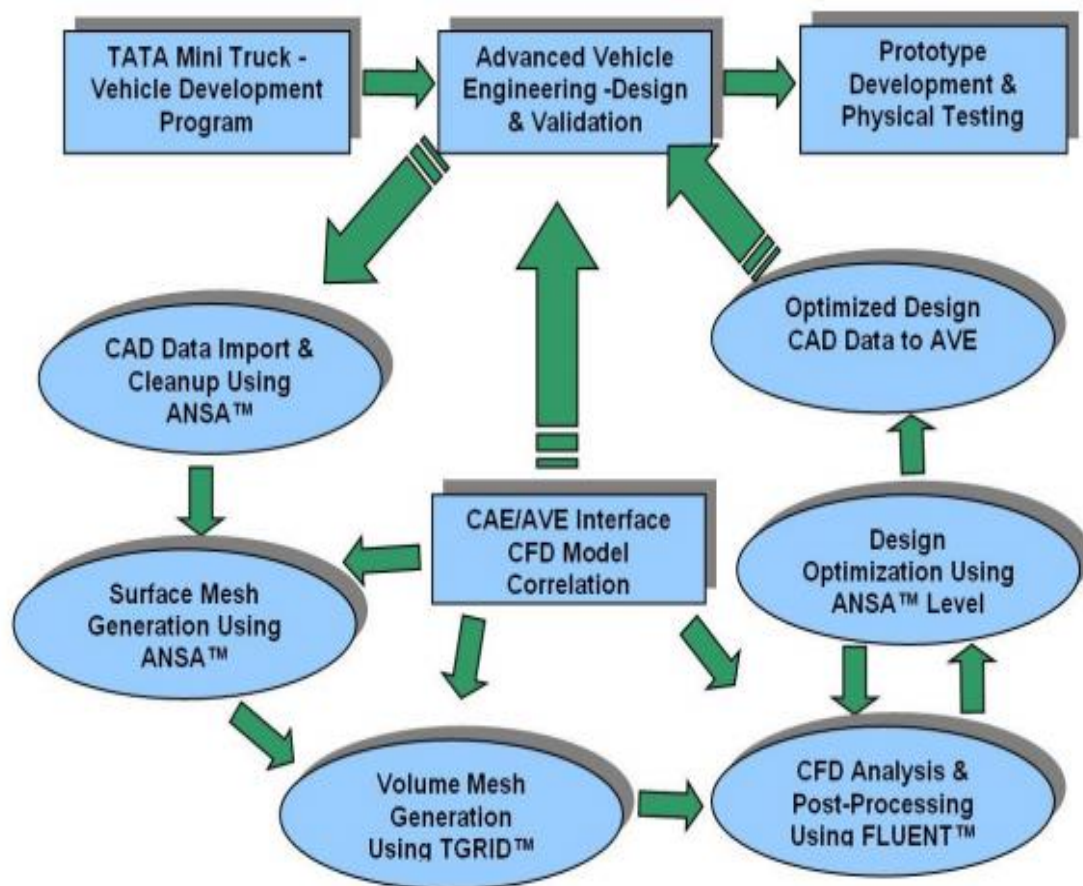 TATA Mini Truck -
Vehicle Development
Program
Advanced Vehicle
Engineering -Design
& Validation
Prototype
Development &
Physical Testing
CAD Data Import &
Cleanup Using
ANSA™
Optimized Design
CAD Data to AVE
CAE/AVE Interface
CFD Model
Correlation
Surface Mesh
Generation Using
ANSA™
Design
Optimization Using
ANSA™ Level
Volume Mesh
Generation
Using TGRID™
CFD Analysis &
Post-Processing
Using FLUENT™